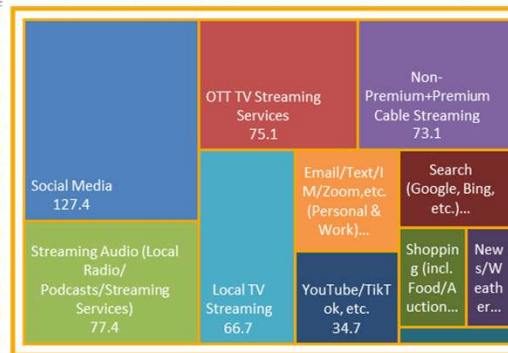 Social Media
127.4
OTT TV Streaming
Services
75.1
Non-
Premium+Premium
Cable Streaming
73.1
Streaming Audio (Local
Radio/
Podcasts/Streaming
Services)
77.4
Local TV
Streaming
66.7
Email/Text/I
M/Zoom,etc.
(Personal &
Work)...
YouTube/TikT
ok, etc.
34.7
Search
(Google, Bing,
etc.)...
Shoppin
g (incl.
Food/A
uction...
New
s/W
eath
er...